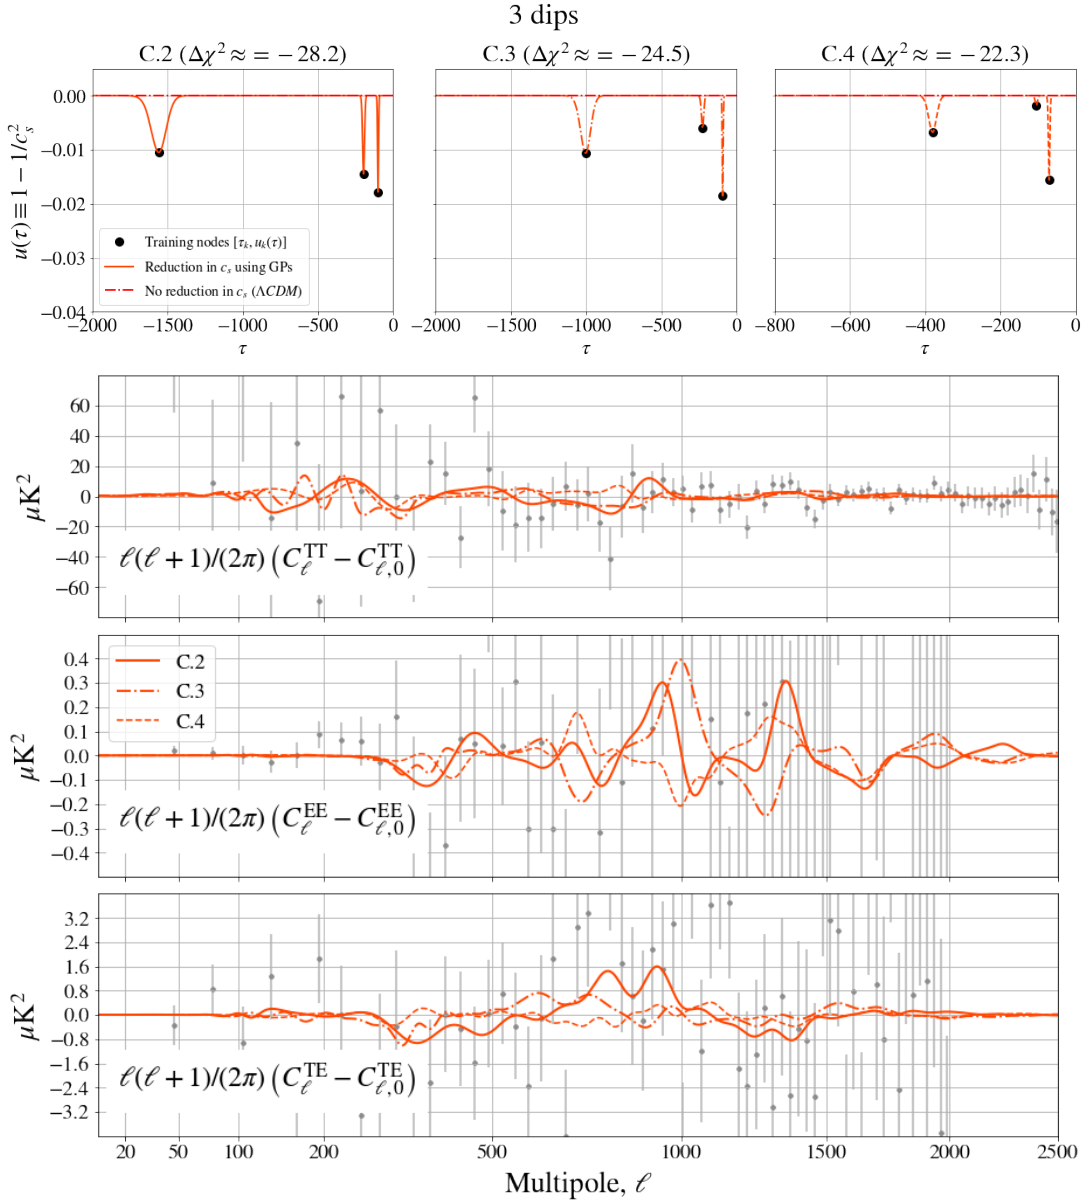 3 dips
C.2 (Δχ² ≈ = −28.2)
C.3 (Δχ² ≈ = −24.5)
C.4 (Δχ² ≈ = −22.3)
u(τ) ≡ 1 − 1/c_s^2
0.00
−0.01
−0.02
−0.03
−0.04
Training nodes [τ_k, u_k(τ)]
Reduction in c_s using GPs
No reduction in c_s (ΛCDM)
−2000 −1500 −1000 −500 0
−2000 −1500 −1000 −500 0
−800 −600 −400 −200 0
τ
τ
τ
μK²
60
40
20
0
−20
−40
−60
ℓ(ℓ + 1)/(2π) (C_ℓ^TT − C_ℓ,0^TT)
μK²
0.4
0.3
0.2
0.1
0.0
−0.1
−0.2
−0.3
−0.4
C.2
C.3
C.4
ℓ(ℓ + 1)/(2π) (C_ℓ^EE − C_ℓ,0^EE)
μK²
3.2
2.4
1.6
0.8
0.0
−0.8
−1.6
−2.4
−3.2
ℓ(ℓ + 1)/(2π) (C_ℓ^TE − C_ℓ,0^TE)
20 50 100 200 500 1000 1500 2000 2500
Multipole, ℓ